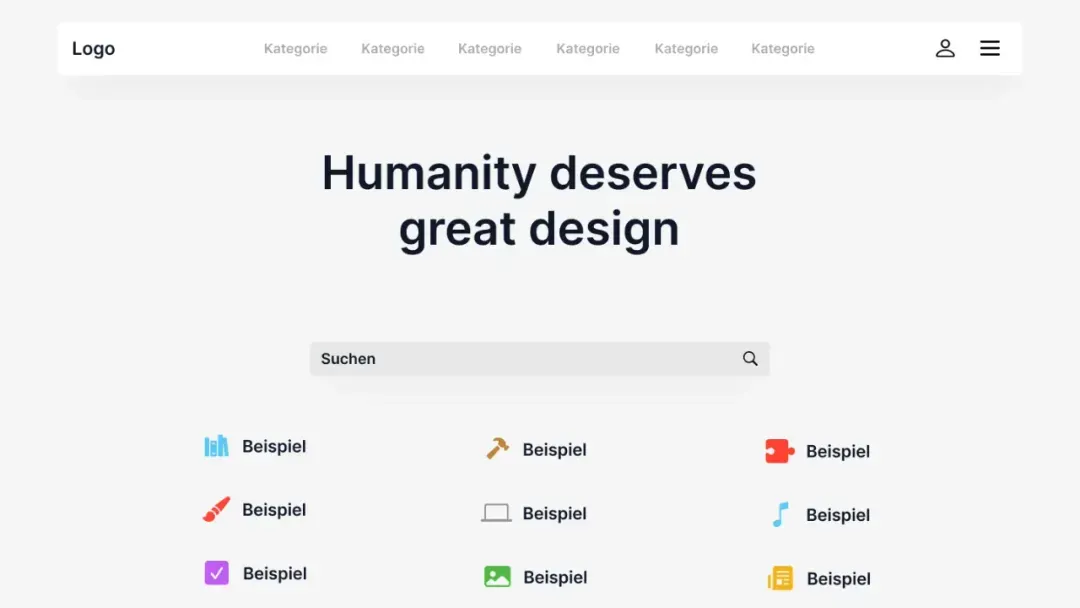 Logo
Kategorie Kategorie Kategorie Kategorie Kategorie Kategorie
Humanity deserves
great design
Suchen
Beispiel Beispiel Beispiel
Beispiel Beispiel Beispiel
Beispiel Beispiel Beispiel